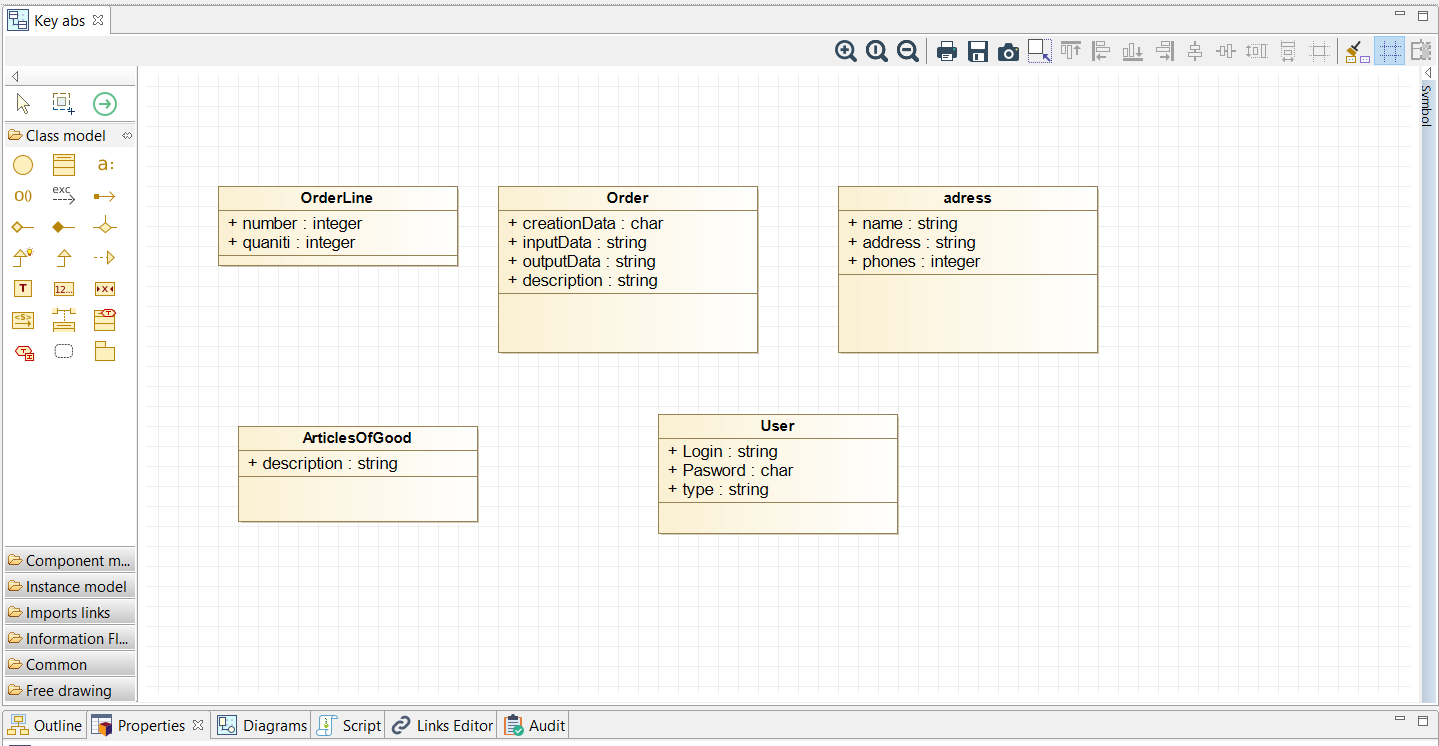 Key abs
Class model
a:
O()
exc
T
12...
X
<S>
T
T
Component m...
Instance model
Imports links
Information Fl...
Common
Free drawing
OrderLine
+ number : integer
+ quaniti : integer
Order
+ creationData : char
+ inputData : string
+ outputData : string
+ description : string
adress
+ name : string
+ address : string
+ phones : integer
ArticlesOfGood
+ description : string
User
+ Login : string
+ Pasword : char
+ type : string
Symbol
Outline
Properties
Diagrams
Script
Links Editor
Audit